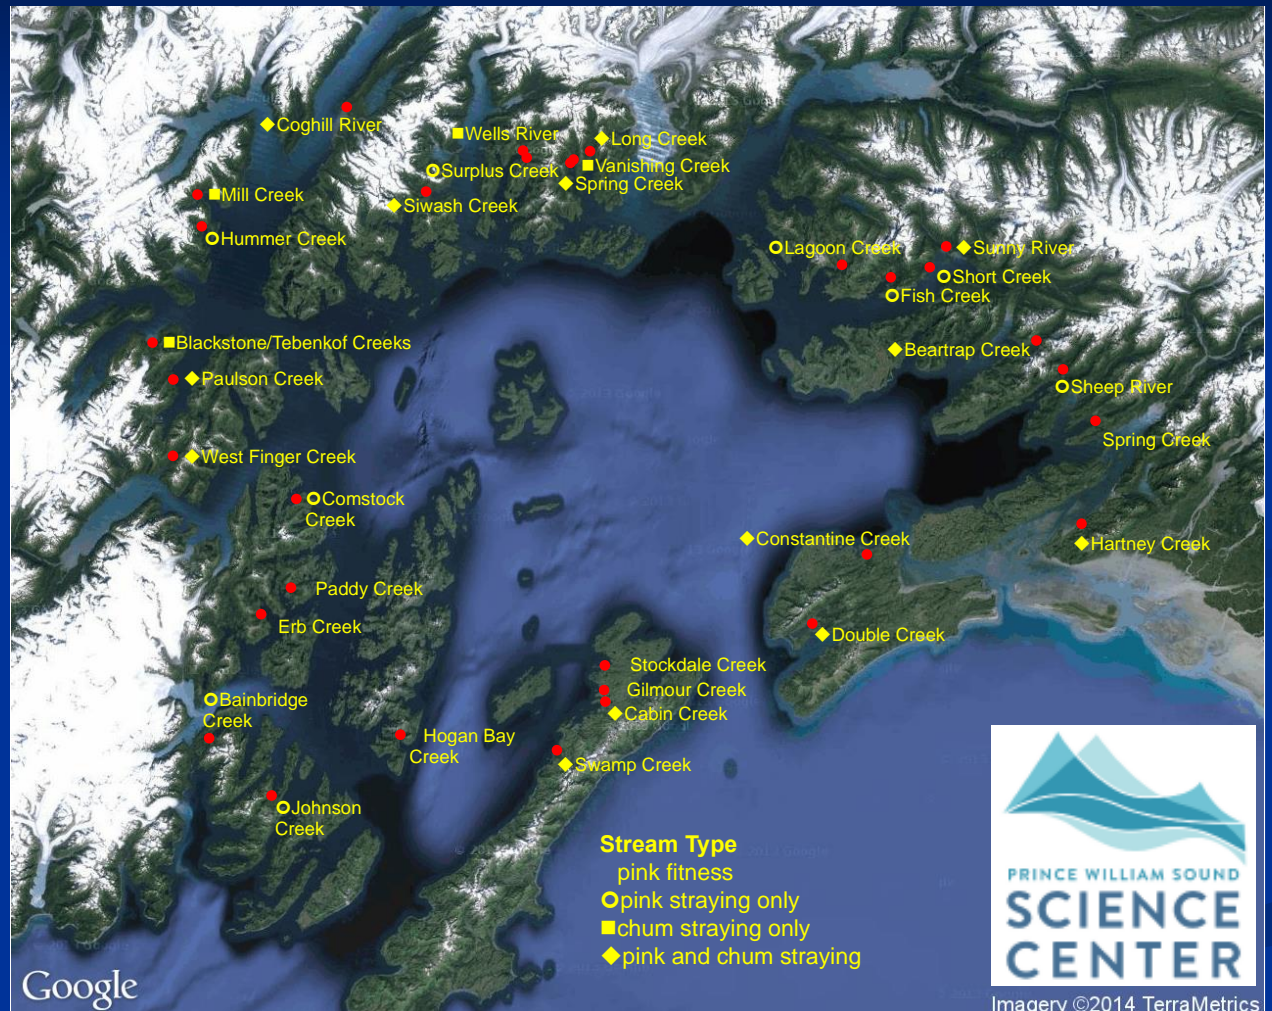 Coghill River
Wells River
Long Creek
Surplus Creek
Vanishing Creek
Spring Creek
Mill Creek
Siwash Creek
Hummer Creek
Lagoon Creek
Sunny River
Short Creek
Fish Creek
Blackstone/Tebenkof Creeks
Beartrap Creek
Paulson Creek
Sheep River
Spring Creek
West Finger Creek
Comstock
Creek
Constantine Creek
Hartney Creek
Paddy Creek
Erb Creek
Double Creek
Stockdale Creek
Gilmour Creek
Bainbridge
Creek
Cabin Creek
Hogan Bay
Creek
Swamp Creek
Johnson
Creek
Stream Type
pink fitness
pink straying only
chum straying only
pink and chum straying
PRINCE WILLIAM SOUND
SCIENCE
CENTER
Google
Imagery ©2014 TerraMetrics